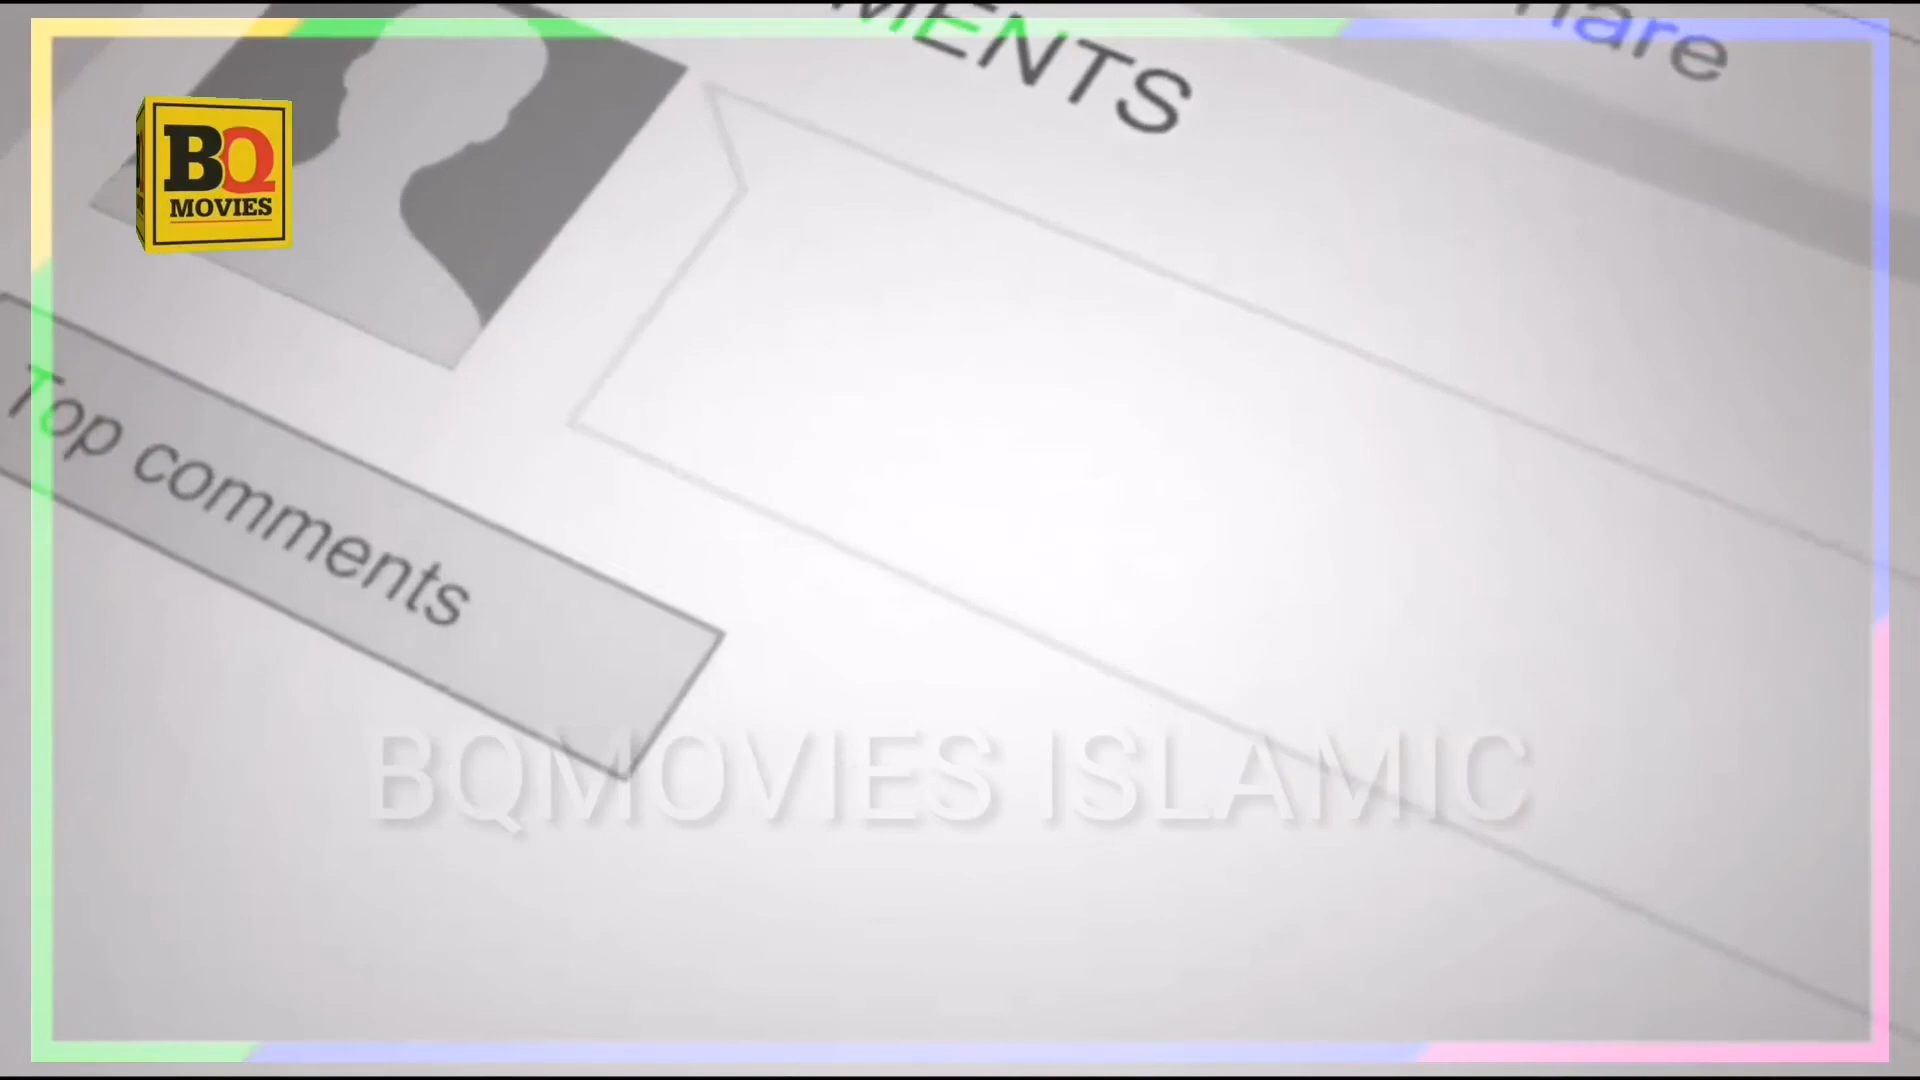 MENTS
hare
BQ
MOVIES
Top comments
BQMOVIES ISLAMIC